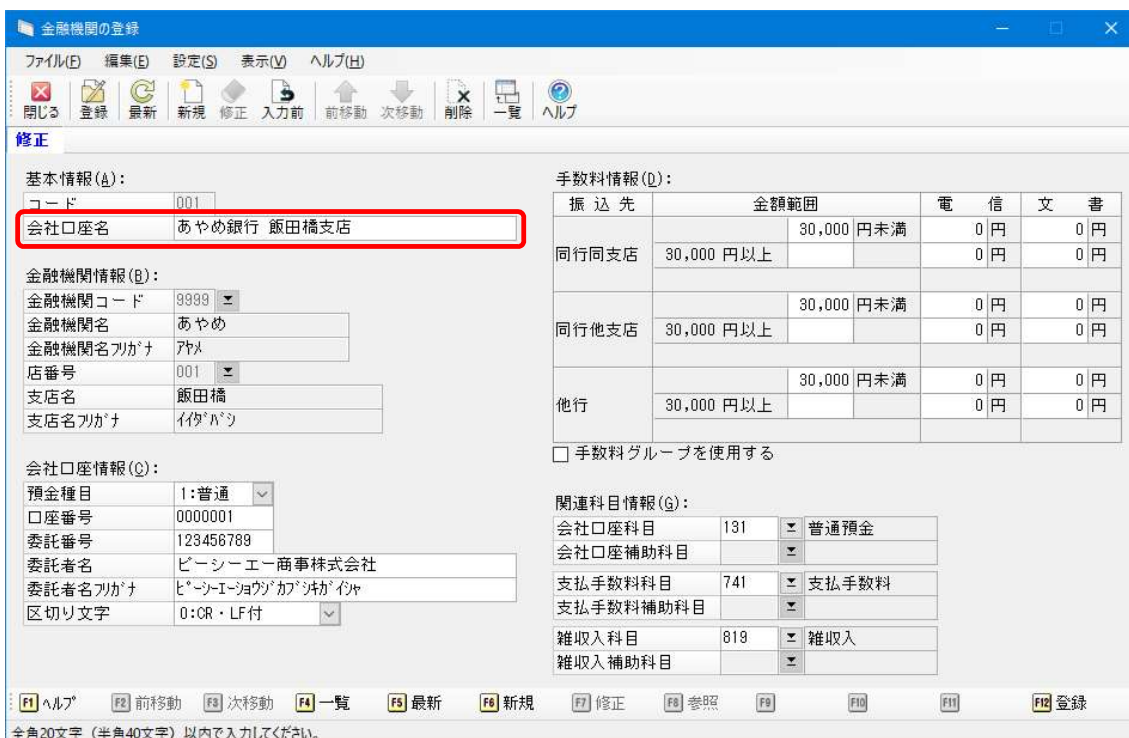 金融機関の登録
ファイル(F) 編集(E) 設定(S) 表示(V) ヘルプ(H)
閉じる 登録 最新 新規 修正 入力前 前移動 次移動 削除 一覧 ヘルプ
修正
基本情報(A):
コード 001
会社口座名 あやめ銀行 飯田橋支店
金融機関情報(B):
金融機関コード 9999
金融機関名 あやめ
金融機関名フリガナ アヤメ
店番号 001
支店名 飯田橋
支店名フリガナ イイダバシ
会社口座情報(C):
預金種目 1:普通
口座番号 0000001
委託番号 123456789
委託者名 ピーシーエー商事株式会社
委託者名フリガナ ピーシーエーショウジカブシキガイシャ
区切り文字 0:CR・LF付
手数料情報(D):
振込先 金額範囲 電信 文書
30,000 円未満 0円 0円
同行同支店 30,000 円以上 0円 0円
30,000 円未満 0円 0円
同行他支店 30,000 円以上 0円 0円
30,000 円未満 0円 0円
他行 30,000 円以上 0円 0円
手数料グループを使用する
関連科目情報(G):
会社口座科目 131 普通預金
会社口座補助科目
支払手数料科目 741 支払手数料
支払手数料補助科目
雑収入科目 819 雑収入
雑収入補助科目
F1 ヘルプ F2 前移動 F3 次移動 F4 一覧 F5 最新 F6 新規 F7 修正 F8 参照 F9 F10 F11 F12 登録
全角20文字（半角40文字）以内で入力してください。